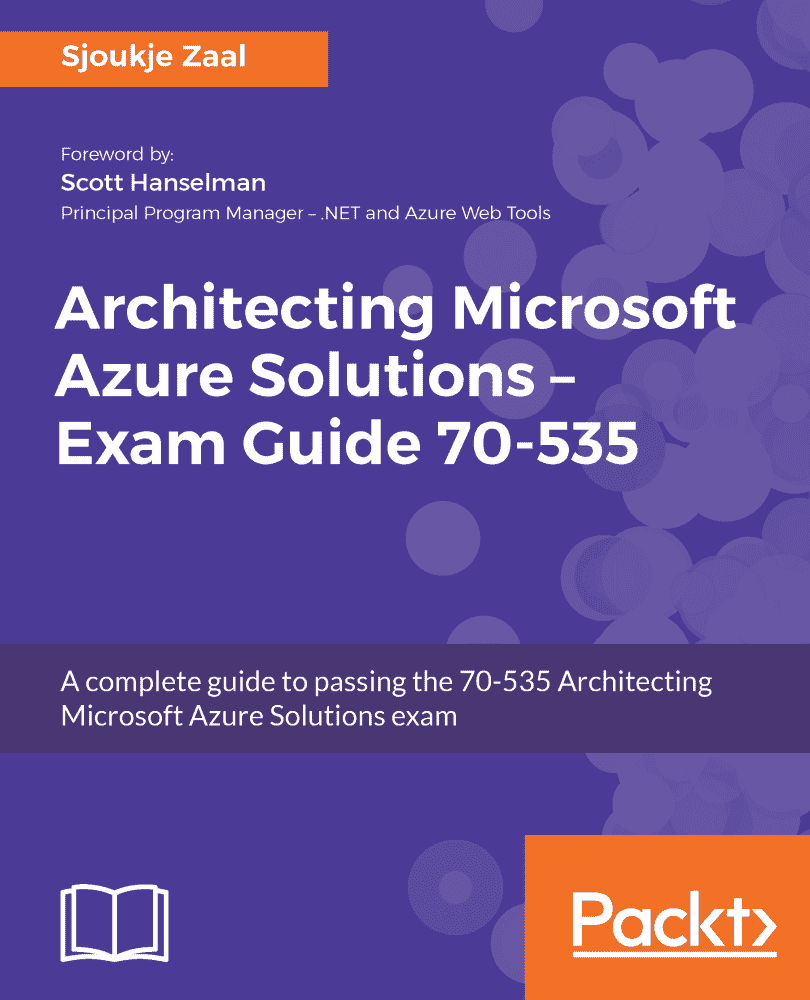 Sjoukje Zaal
Foreword by:
Scott Hanselman
Principal Program Manager – .NET and Azure Web Tools
Architecting Microsoft
Azure Solutions –
Exam Guide 70-535
A complete guide to passing the 70-535 Architecting
Microsoft Azure Solutions exam
Packt>